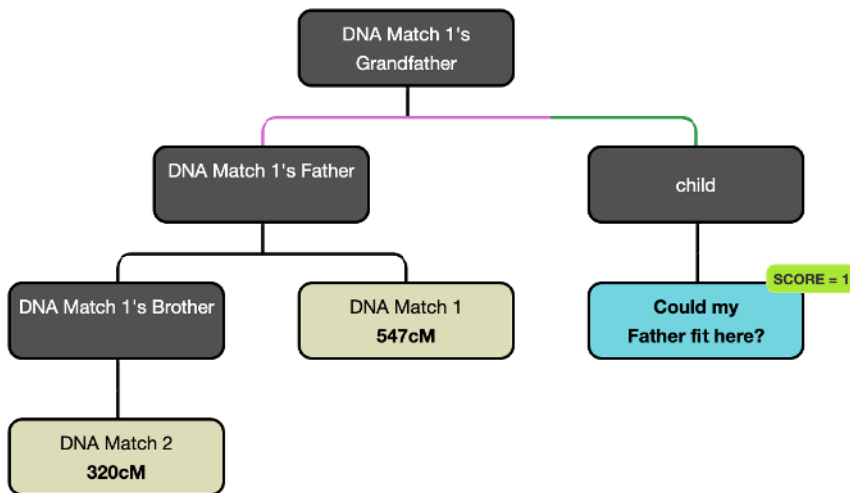 DNA Match 1's
Grandfather
DNA Match 1's Father
child
DNA Match 1's Brother
DNA Match 1
547cM
SCORE = 1
Could my
Father fit here?
DNA Match 2
320cM